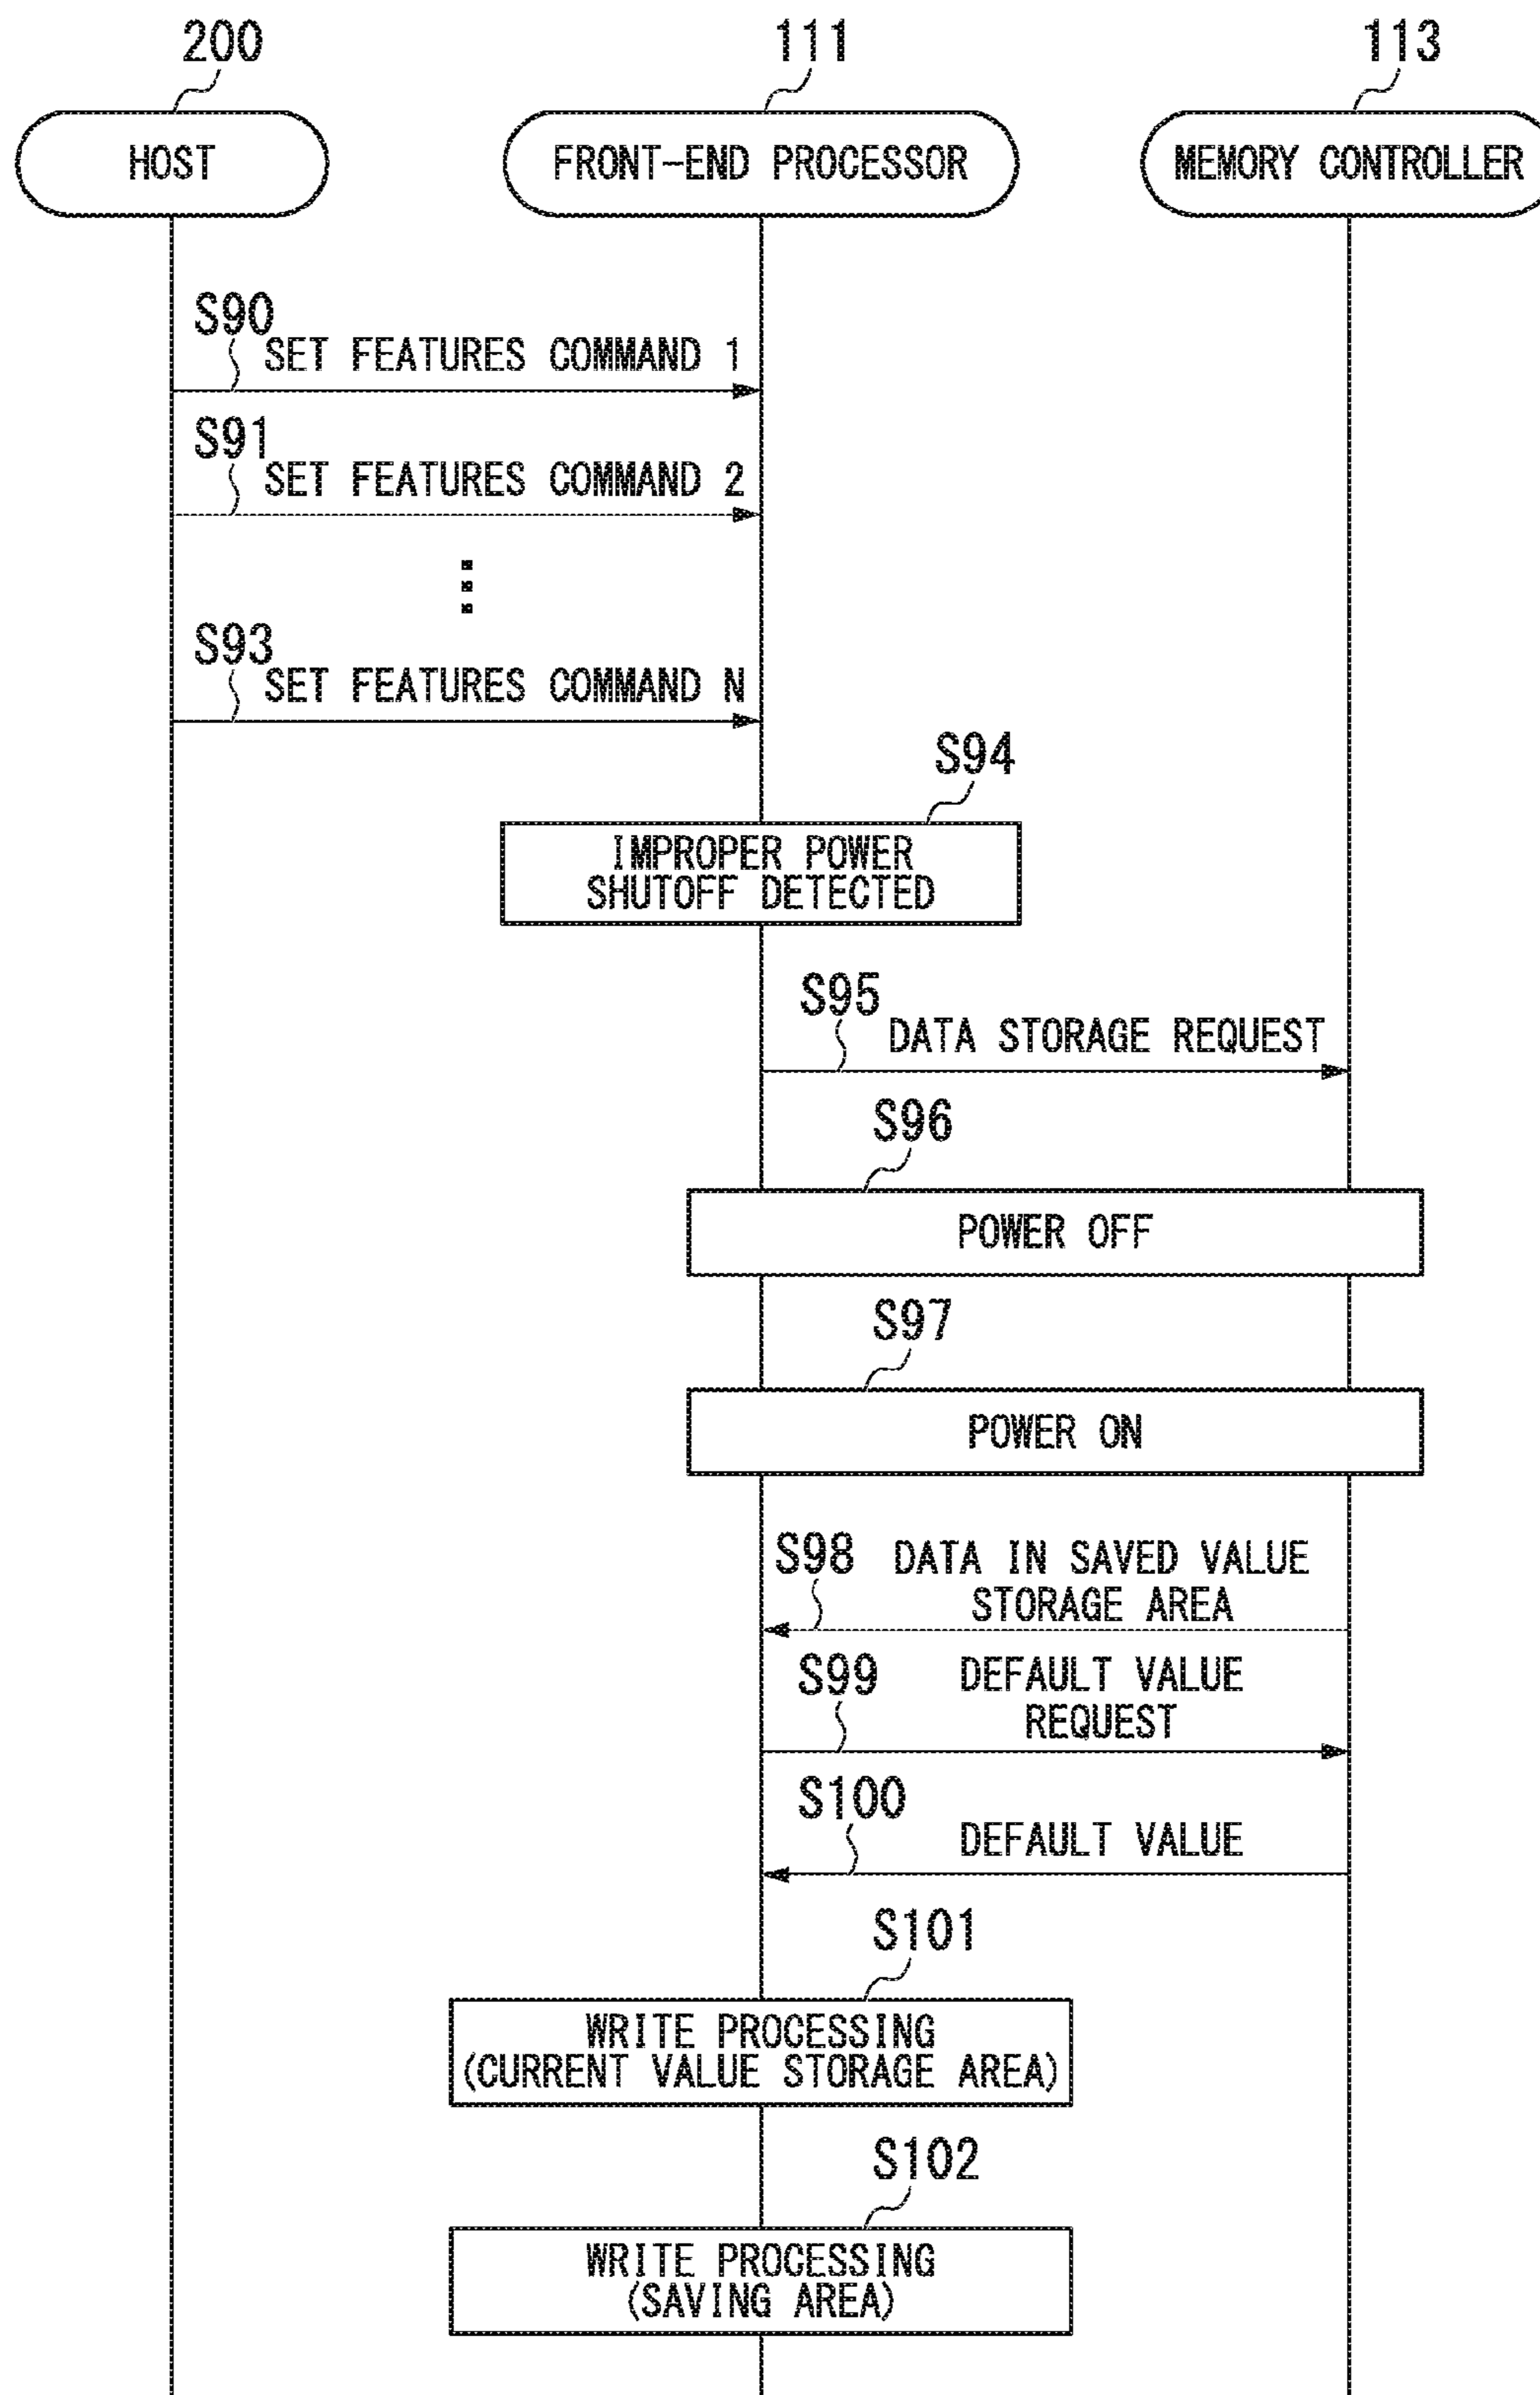 200
111
113
HOST
FRONT-END PROCESSOR
MEMORY CONTROLLER
S90
SET FEATURES COMMAND 1
S91
SET FEATURES COMMAND 2
S93
SET FEATURES COMMAND N
S94
IMPROPER POWER
SHUTOFF DETECTED
S95
DATA STORAGE REQUEST
S96
POWER OFF
S97
POWER ON
S98
DATA IN SAVED VALUE
STORAGE AREA
S99
DEFAULT VALUE
REQUEST
S100
DEFAULT VALUE
S101
WRITE PROCESSING
(CURRENT VALUE STORAGE AREA)
S102
WRITE PROCESSING
(SAVING AREA)